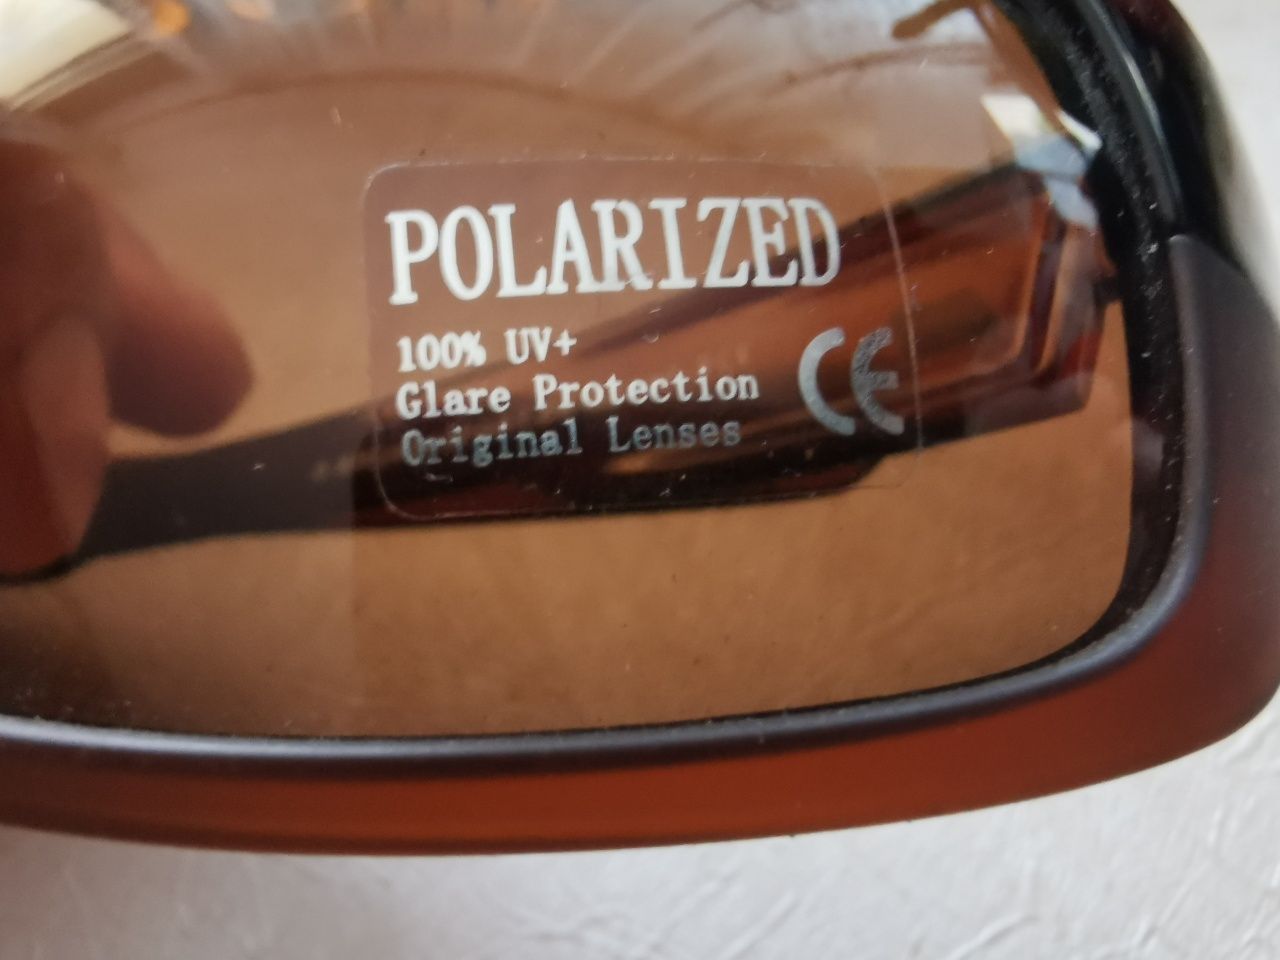 POLARIZED
100% UV+
Glare Protection
Original Lenses
CE